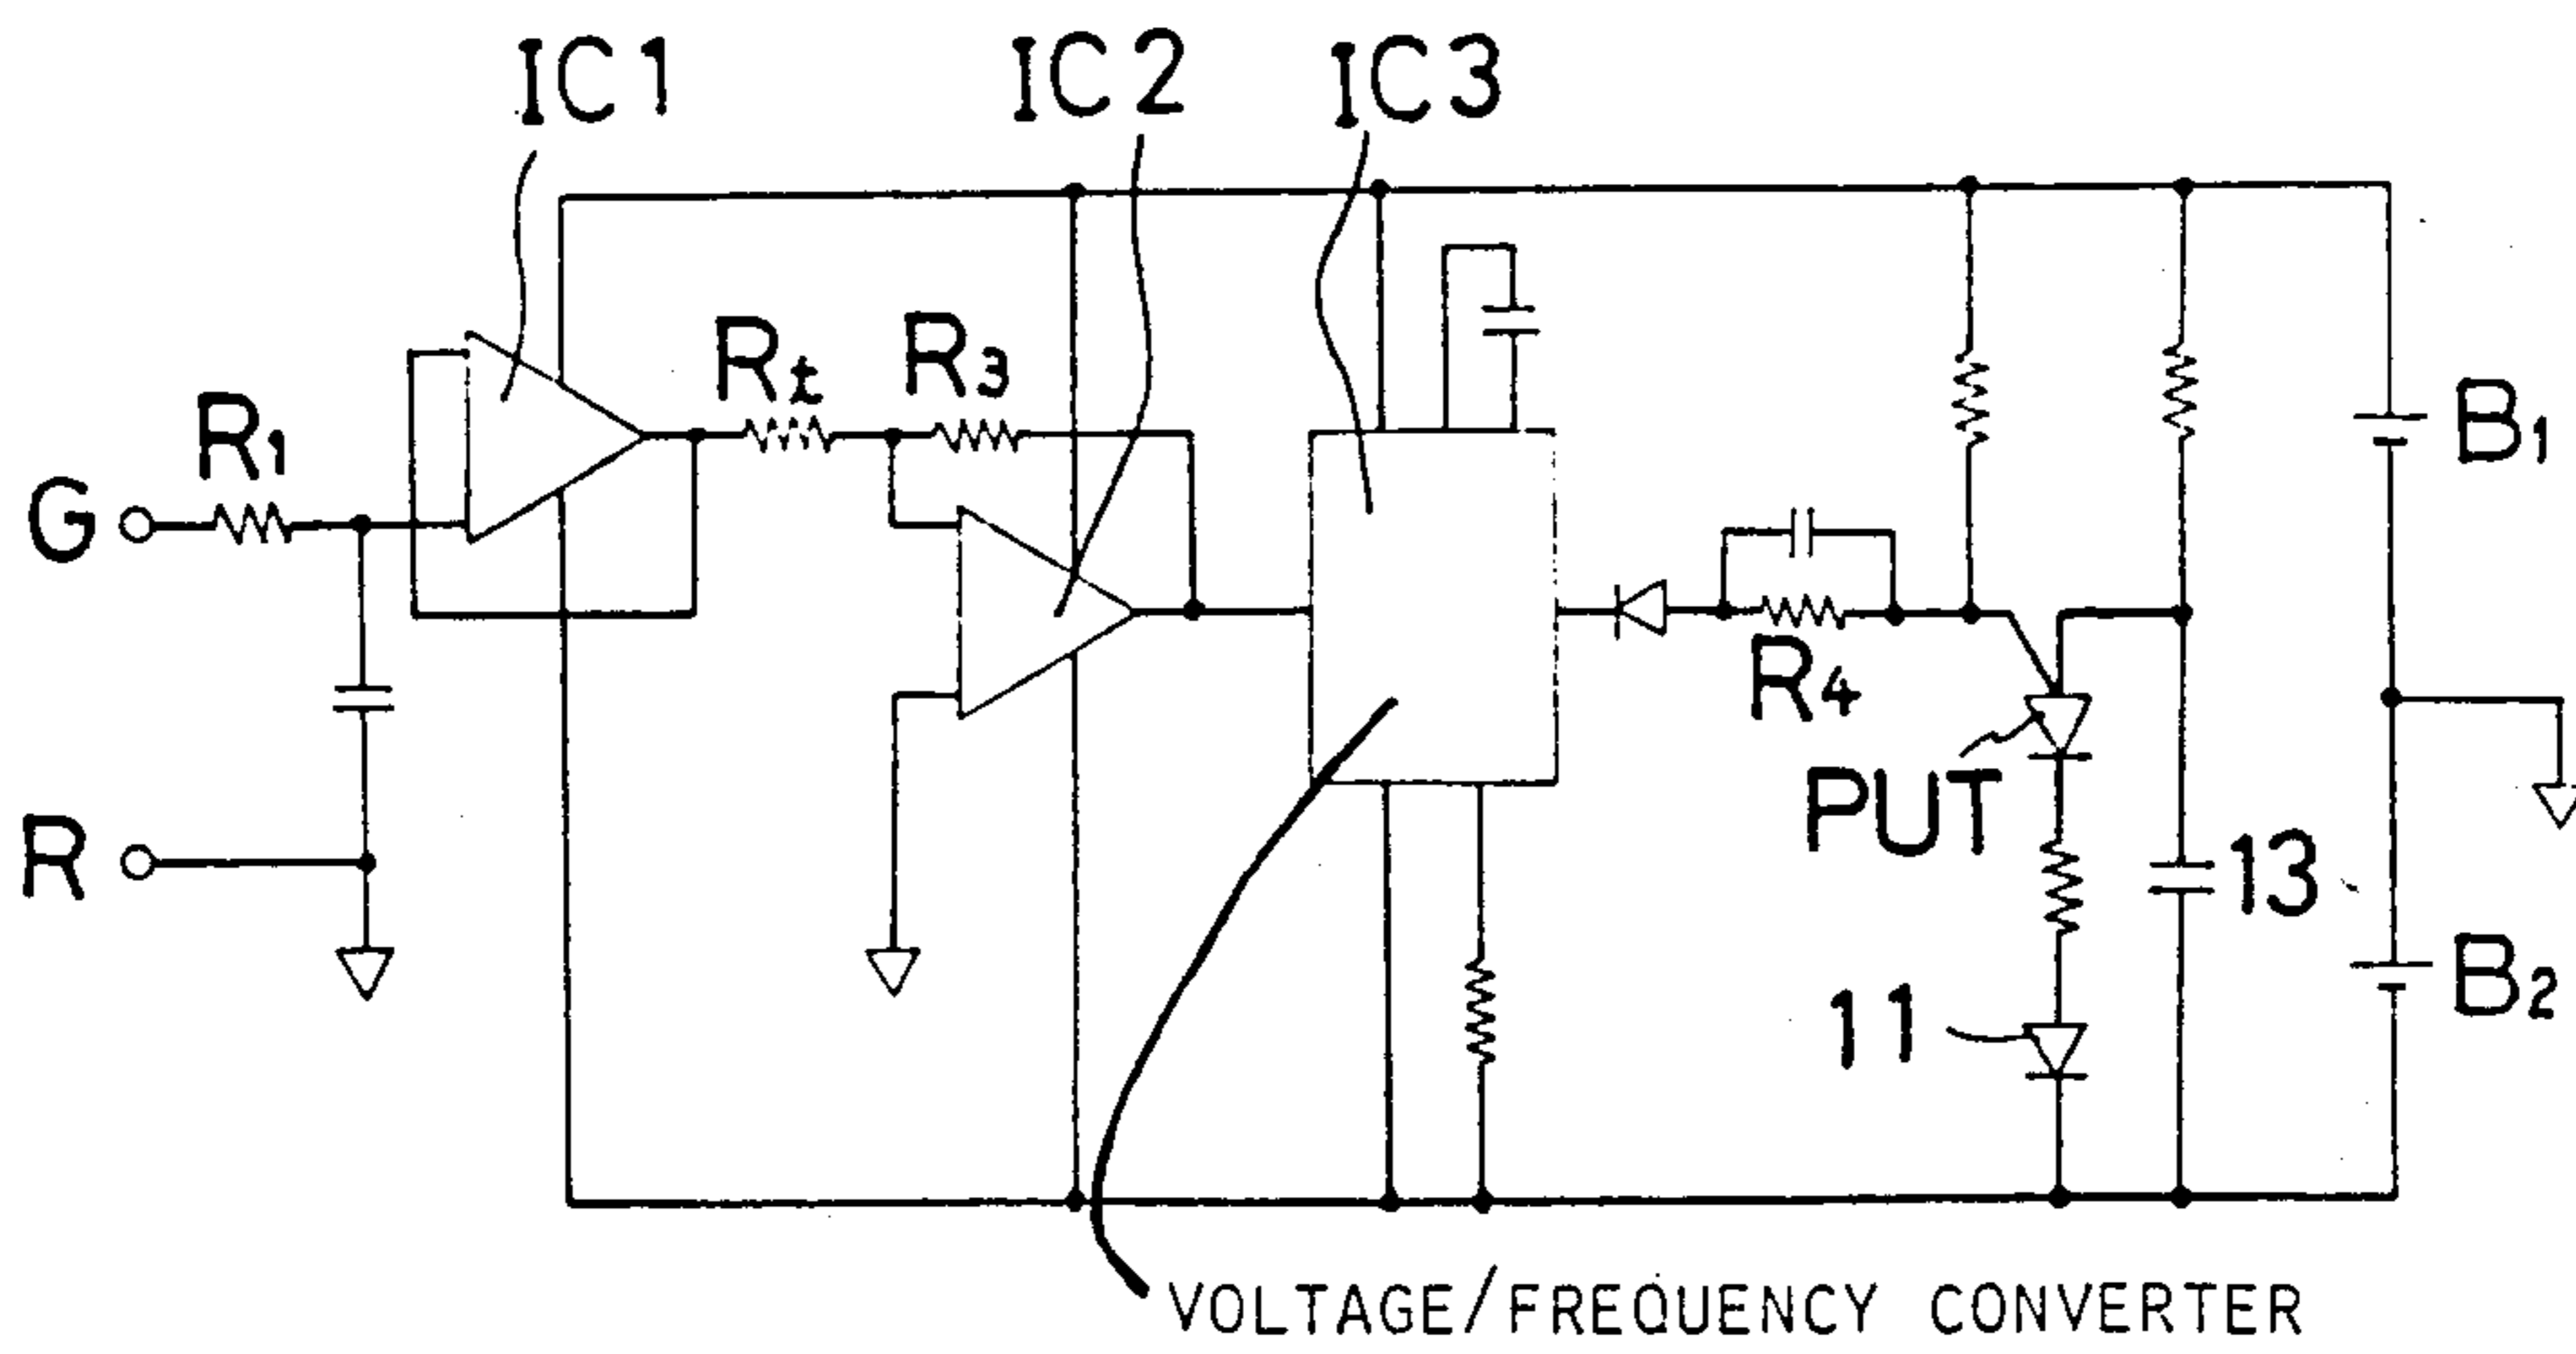 IC1
IC2
IC3
R1
Rt
R3
G
B1
R4
PUT
R
13
11
B2
VOLTAGE/FREQUENCY CONVERTER